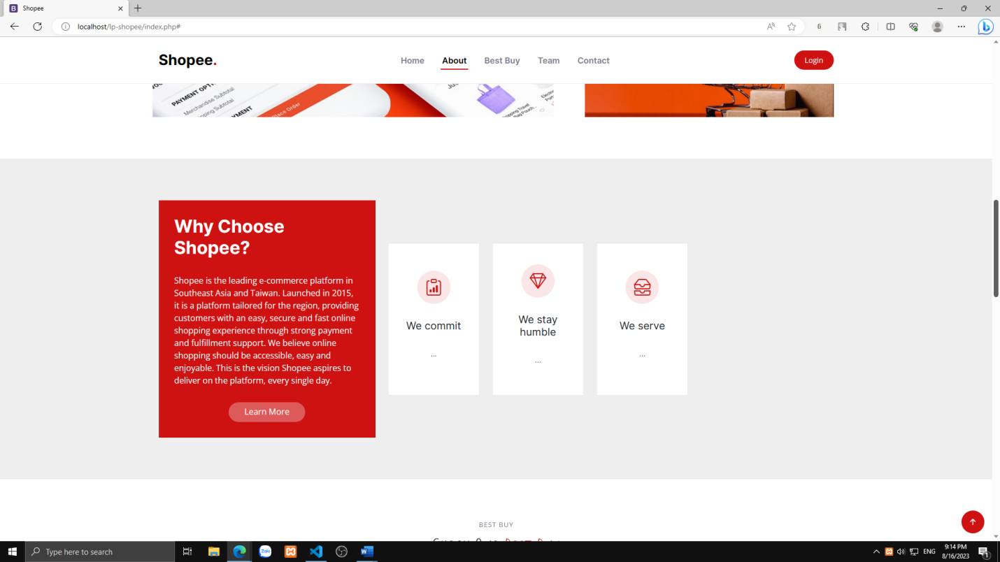 Shopee
localhost/lp-shopee/index.php#
Shopee.
Home
About
Best Buy
Team
Contact
Login
PAYMENT OPTI
Merchandise Subtotal
Shipping Subtotal
PAYMENT
Place Order
Why Choose
Shopee?
Shopee is the leading e-commerce platform in
Southeast Asia and Taiwan. Launched in 2015,
it is a platform tailored for the region, providing
customers with an easy, secure and fast online
shopping experience through strong payment
and fulfillment support. We believe online
shopping should be accessible, easy and
enjoyable. This is the vision Shopee aspires to
deliver on the platform, every single day.
Learn More
We commit
...
We stay
humble
...
We serve
...
BEST BUY
Type here to search
Zalo
ENG
9:14 PM
8/16/2023
1